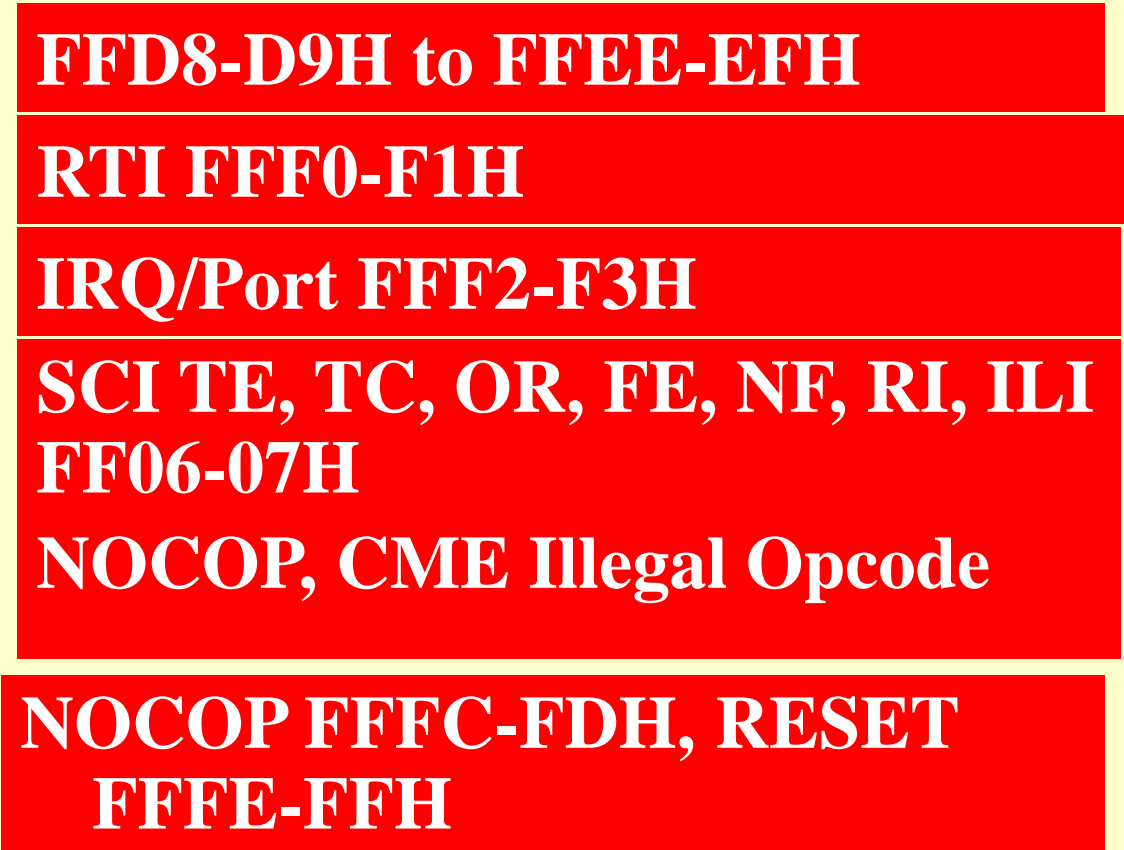 FFD8-D9H to FFEE-EFH
RTI FFF0-F1H
IRQ/Port FFF2-F3H
SCI TE, TC, OR, FE, NF, RI, ILI
FF06-07H
NOCOP, CME Illegal Opcode
NOCOP FFFC-FDH, RESET
FFFE-FFH